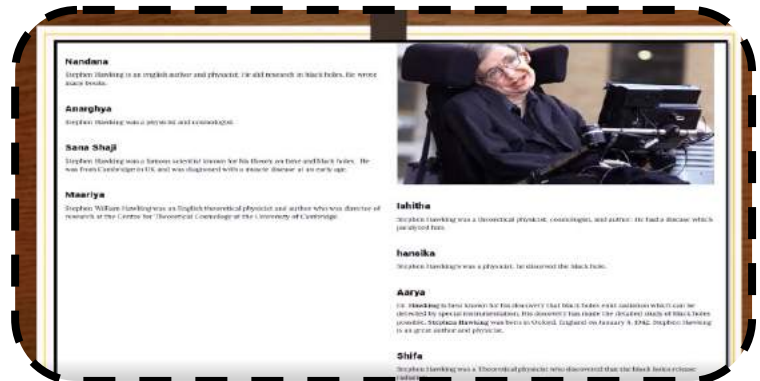 Nandana
Stephen Hawking is an english author and physicist. He did research in black holes. He wrote
many books.
Anarghya
Stephen Hawking was a physicist and cosmologist.
Sana Shaji
Stephen Hawking was a famous scientist known for his theory on time and black holes. He
was from Cambridge in UK and was diagnosed with a muscle disease at an early age.
Maariya
Stephen William Hawking was an English theoretical physicist and author who was director of
research at the Centre for Theoretical Cosmology at the University of Cambridge.
Iahitha
Stephen Hawking was a theoretical physicist, cosmologist, and author. He had a disease which
paralyzed him.
hansika
Stephen Hawking's was a physicist. he discoverd the black hole.
Aarya
Dr. Hawking is best known for his discovery that black holes emit radiation which can be
detected by special instrumentation. His discovery has made the detailed study of black holes
possible. Stephen Hawking was born in Oxford, England on January 8, 1942. Stephen Hawking
is an great author and physicist.
Shifa
Stephen Hawking was a Theoretical physicist who discovered that the black holes release